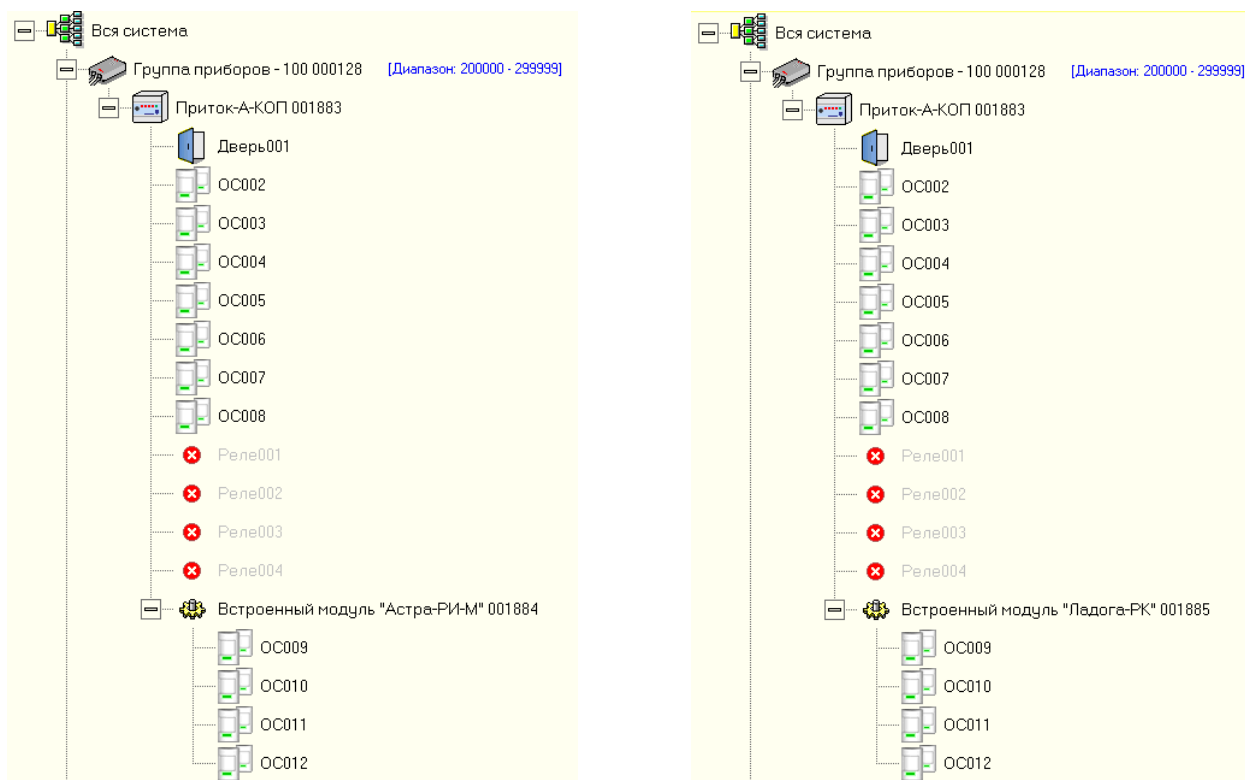 Вся система
Группа приборов - 100 000128 [Диапазон: 200000 - 299999]
Приток-А-КОП 001883
Дверь001
ОС002
ОС003
ОС004
ОС005
ОС006
ОС007
ОС008
Реле001
Реле002
Реле003
Реле004
Встроенный модуль "Астра-РИ-М" 001884
ОС009
ОС010
ОС011
ОС012
Вся система
Группа приборов - 100 000128 [Диапазон: 200000 - 299999]
Приток-А-КОП 001883
Дверь001
ОС002
ОС003
ОС004
ОС005
ОС006
ОС007
ОС008
Реле001
Реле002
Реле003
Реле004
Встроенный модуль "Ладога-РК" 001885
ОС009
ОС010
ОС011
ОС012